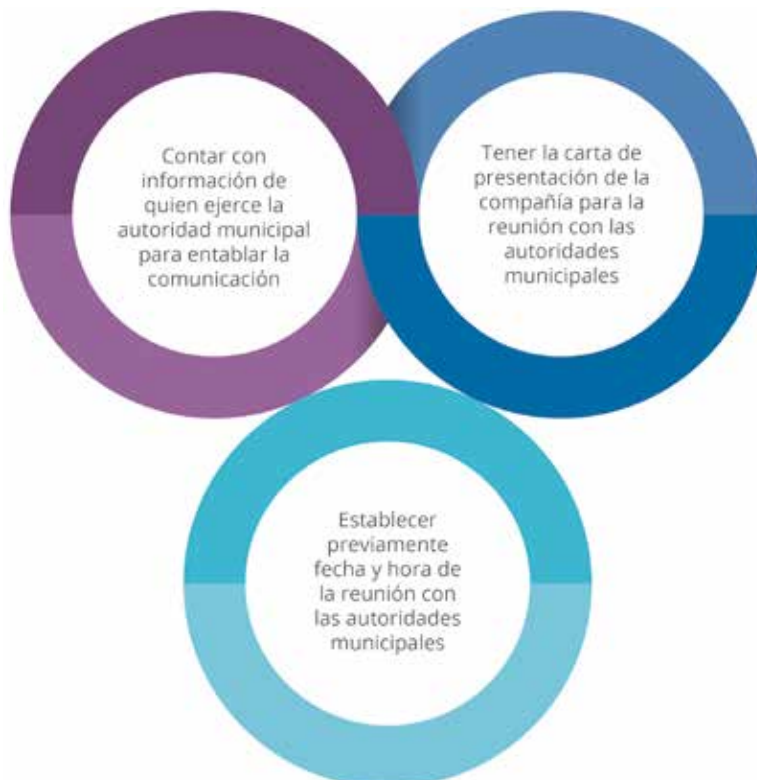 Contar con
información de
quien ejerce la
autoridad municipal
para entablar la
comunicación
Tener la carta de
presentación de la
compañía para la
reunión con las
autoridades
municipales
Establecer
previamente
fecha y hora de
la reunión con
las autoridades
municipales